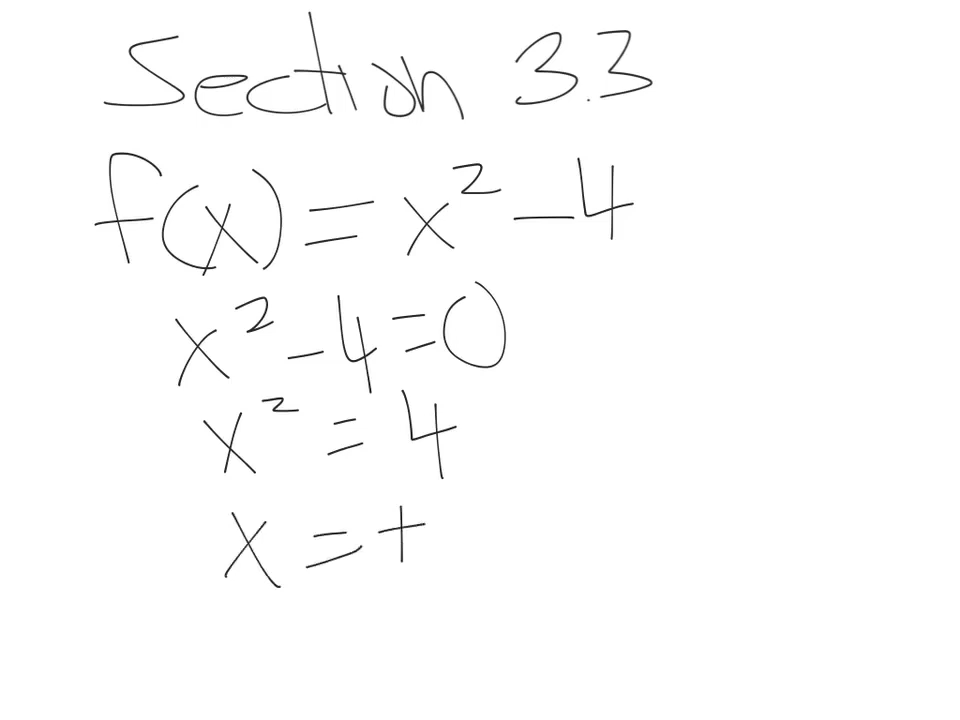 Section 3.3
f(x) = x² - 4
x² - 4 = 0
x² = 4
x = +